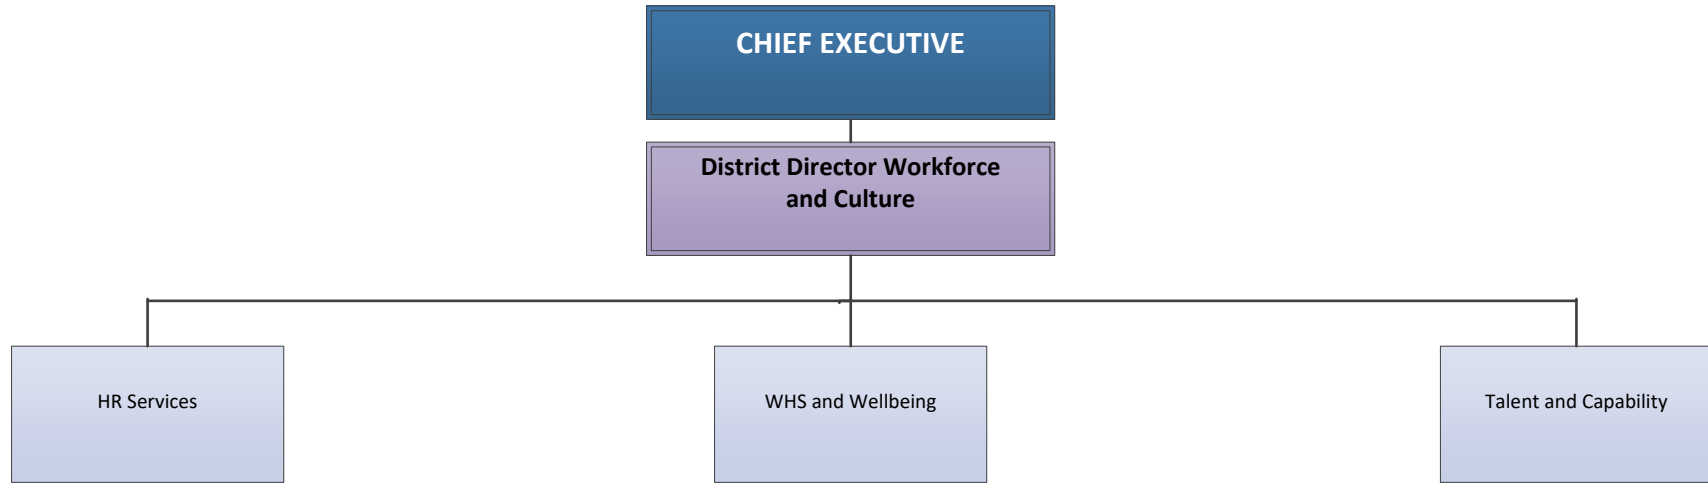 CHIEF EXECUTIVE
District Director Workforce
and Culture
HR Services
WHS and Wellbeing
Talent and Capability